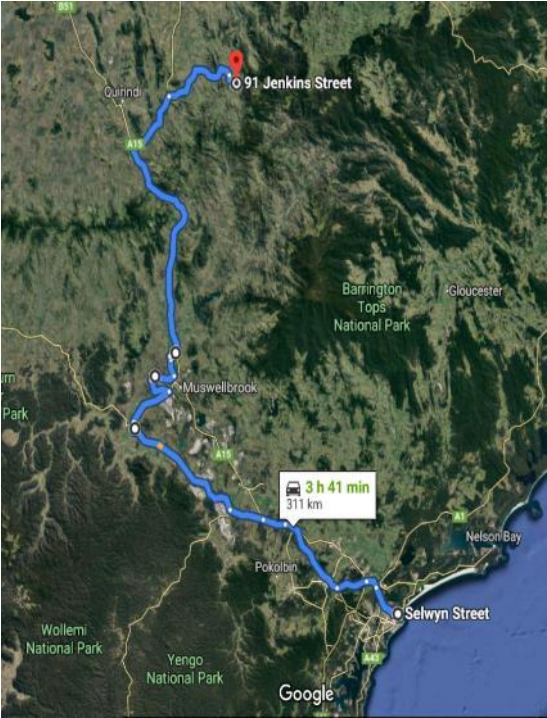 B51
91 Jenkins Street
Quirindi
A15
Barrington
Tops
National Park
Gloucester
Muswellbrook
Park
A15
3 h 41 min
311 km
A1
Nelson Bay
Pokolbin
Selwyn Street
Wollemi
National Park
Yengo
National Park
A43
Google